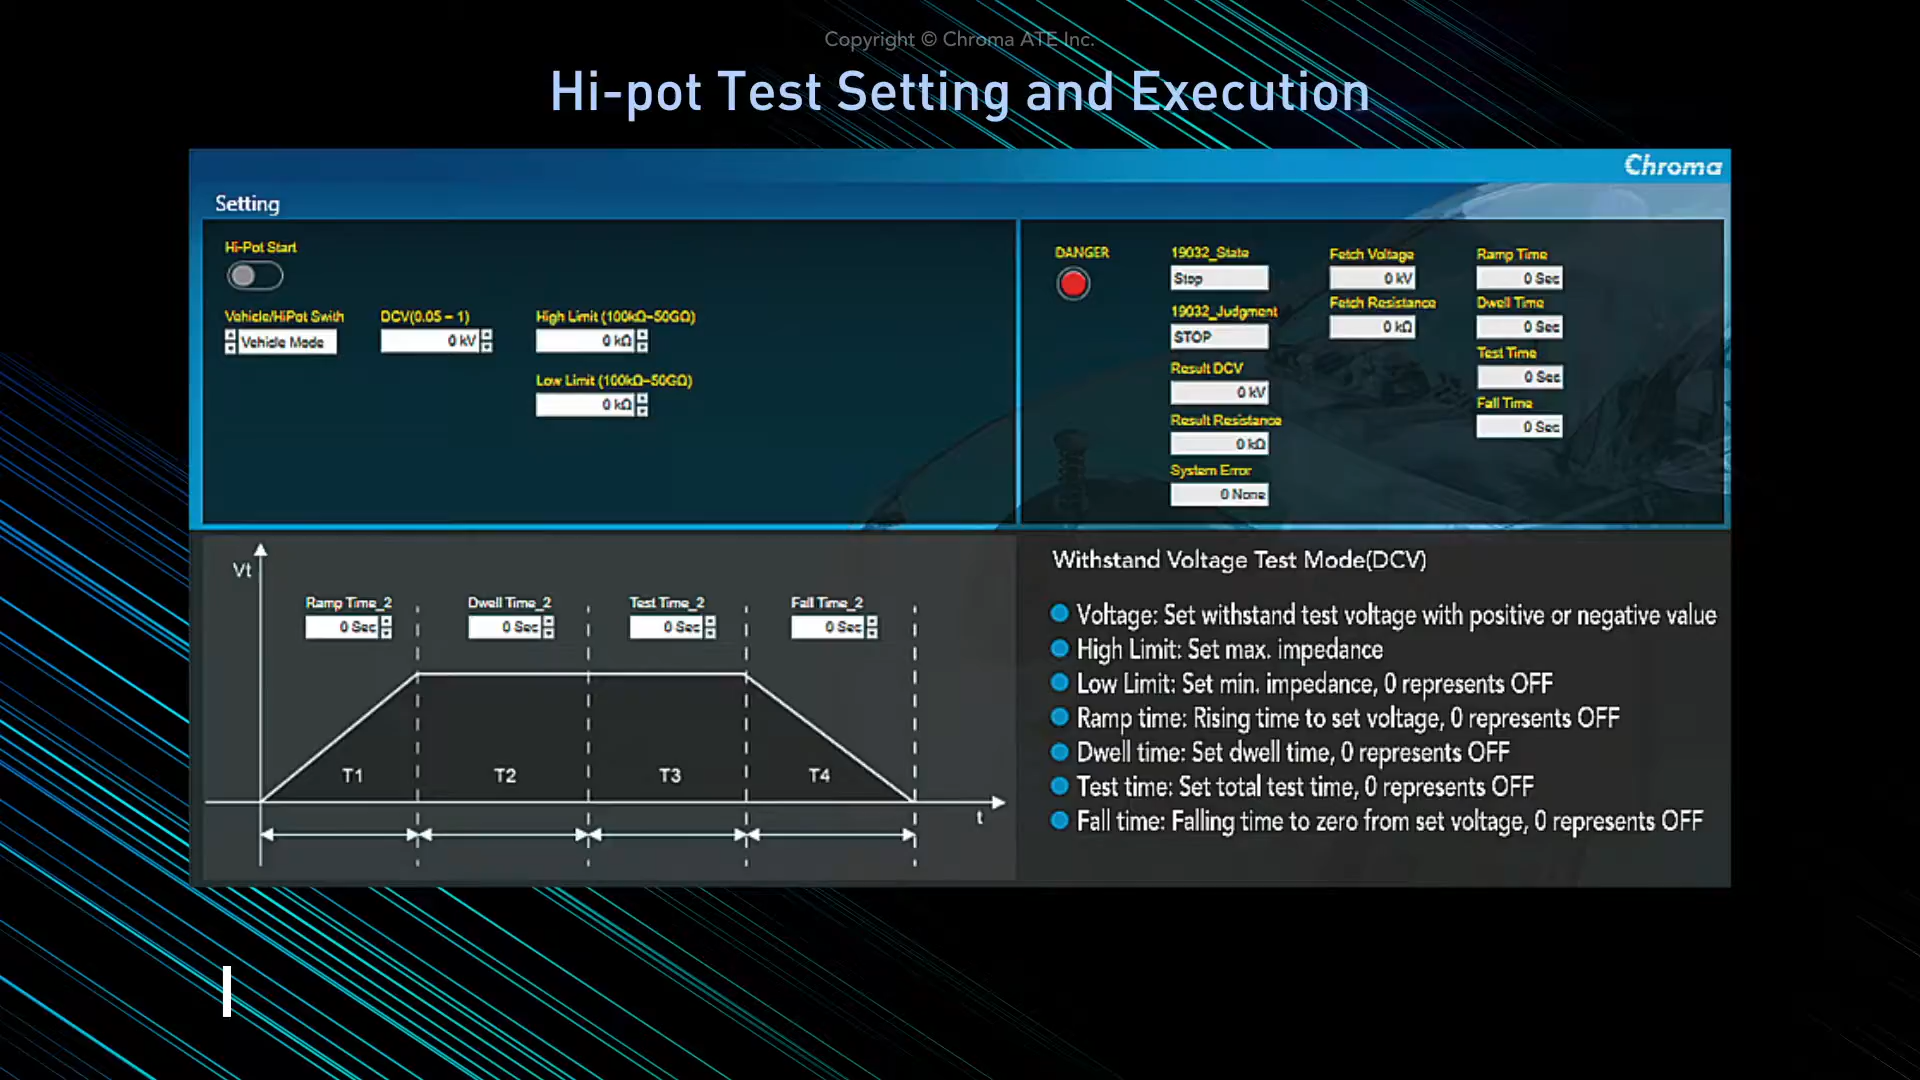 Copyright © Chroma ATE Inc.
Hi-pot Test Setting and Execution
Chroma
Setting
Hi-Pot Start
Vehicle/HiPot Swith
Vehicle Mode
DCV(0.05 ~ 1)
0 kV
High Limit (100kΩ~50GΩ)
0 kΩ
Low Limit (100kΩ~50GΩ)
0 kΩ
DANGER
19032_State
Stop
19032_Judgment
STOP
Result DCV
0 kV
Result Resistance
0 kΩ
System Error
0 None
Fetch Voltage
0 kV
Fetch Resistance
0 kΩ
Ramp Time
0 Sec
Dwell Time
0 Sec
Test Time
0 Sec
Fall Time
0 Sec
Vt
Ramp Time_2
0 Sec
Dwell Time_2
0 Sec
Test Time_2
0 Sec
Fall Time_2
0 Sec
T1
T2
T3
T4
t
Withstand Voltage Test Mode(DCV)
Voltage: Set withstand test voltage with positive or negative value
High Limit: Set max. impedance
Low Limit: Set min. impedance, 0 represents OFF
Ramp time: Rising time to set voltage, 0 represents OFF
Dwell time: Set dwell time, 0 represents OFF
Test time: Set total test time, 0 represents OFF
Fall time: Falling time to zero from set voltage, 0 represents OFF